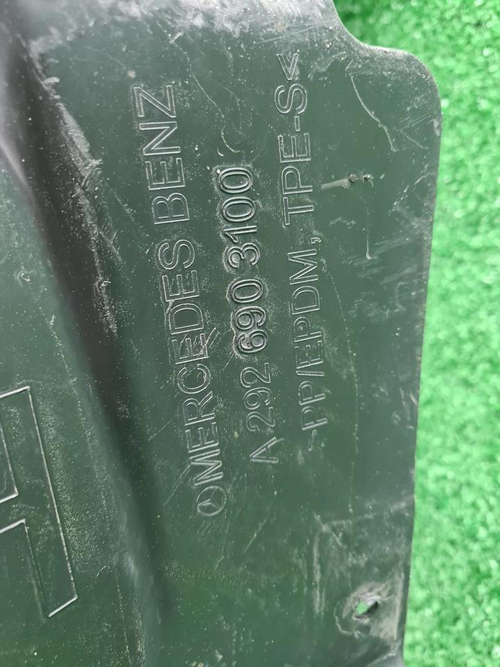 MERCEDES BENZ
A 292 690 3100
>PP/EPDM, TPE-S<